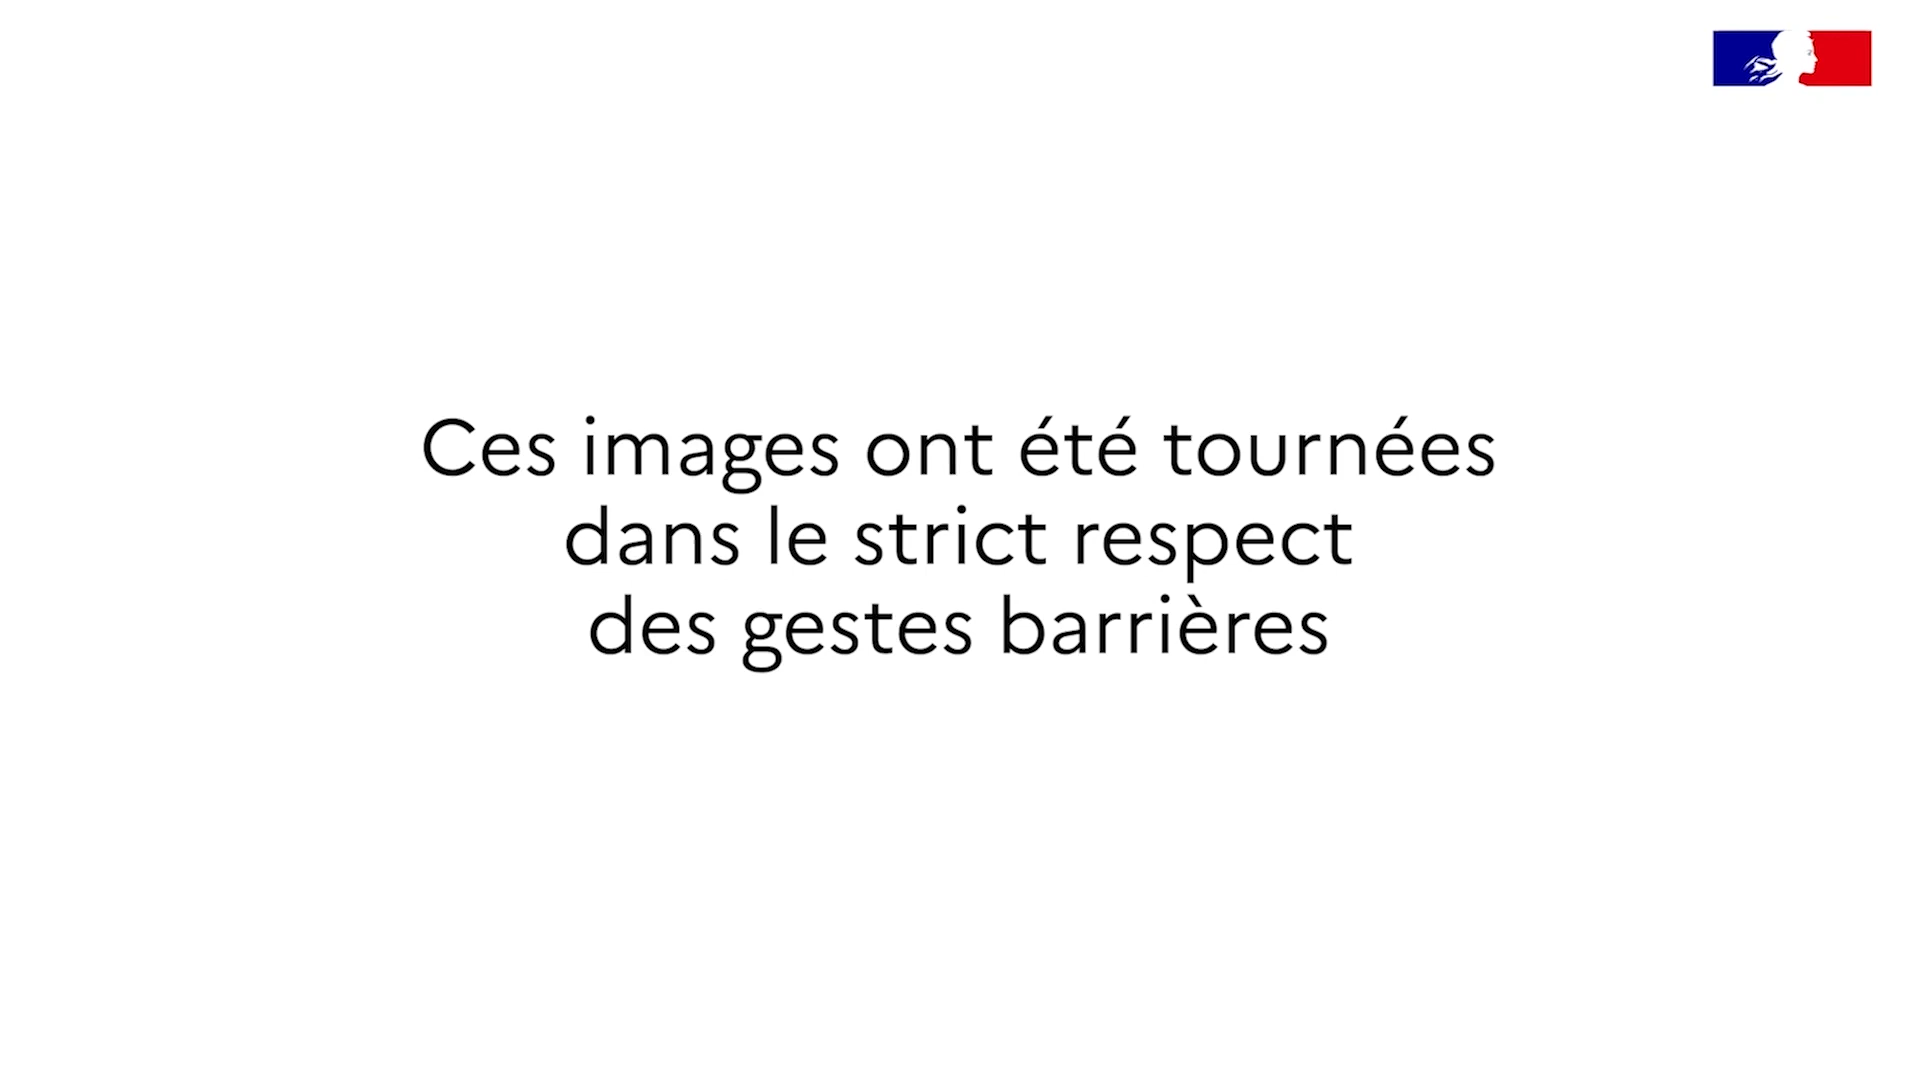 Ces images ont été tournées
dans le strict respect
des gestes barrières